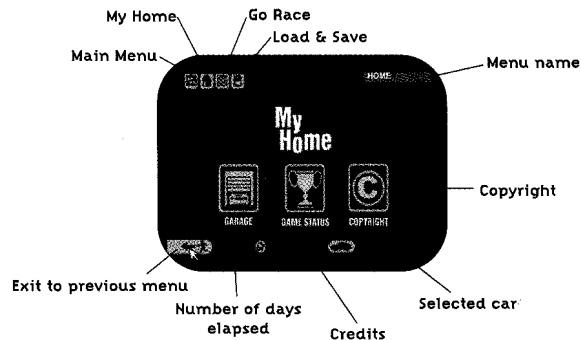 My Home
Go Race
Load & Save
Main Menu
Menu name
HOME
My
Home
Copyright
GARAGE
GAME STATUS
COPYRIGHT
Exit to previous menu
Number of days
elapsed
Credits
Selected car